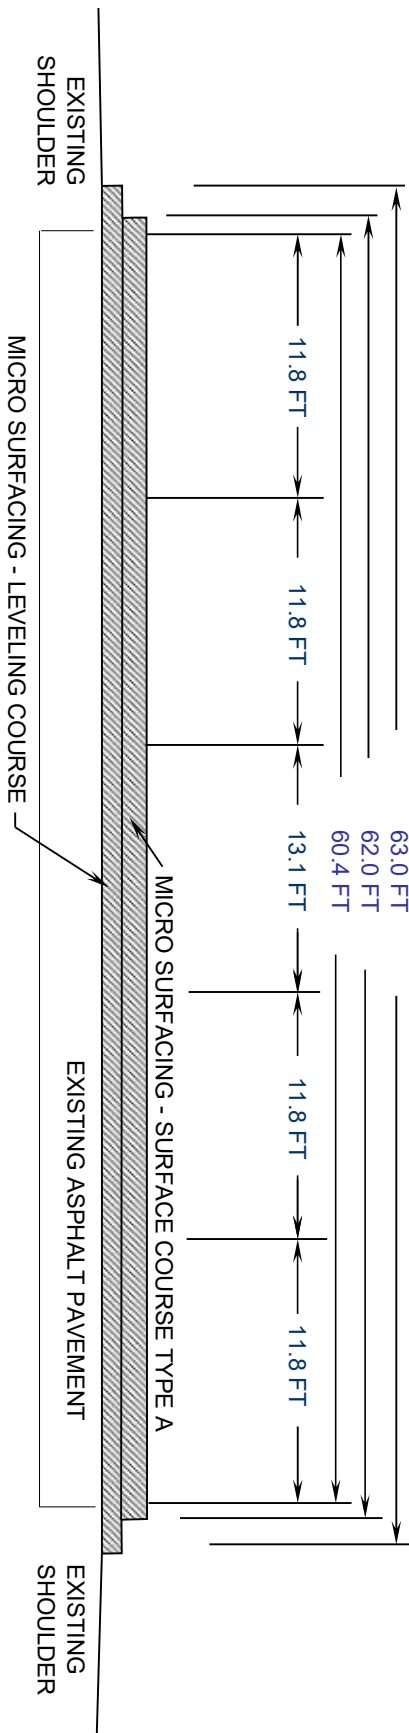 63.0 FT
62.0 FT
60.4 FT
11.8 FT
11.8 FT
13.1 FT
11.8 FT
11.8 FT
MICRO SURFACING - SURFACE COURSE TYPE A
EXISTING
SHOULDER
EXISTING ASPHALT PAVEMENT
EXISTING
SHOULDER
MICRO SURFACING - LEVELING COURSE